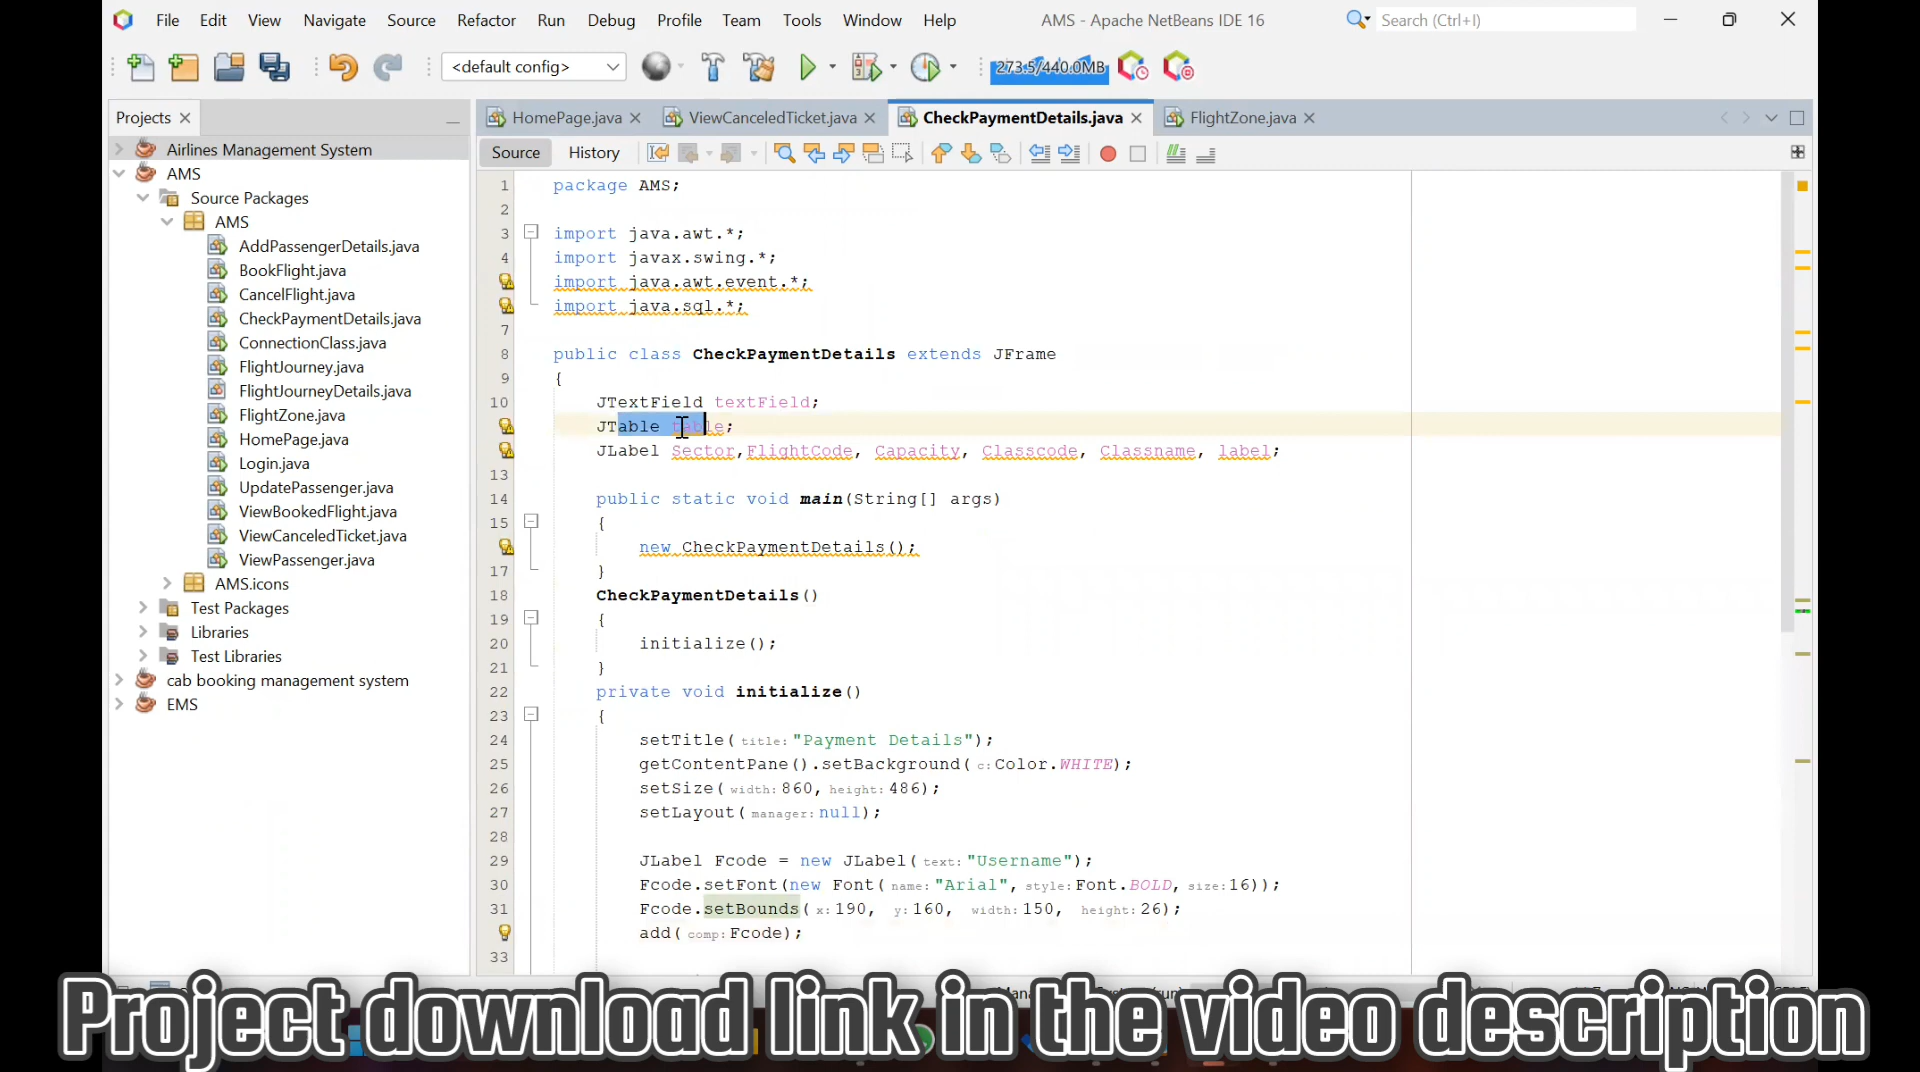 File Edit View Navigate Source Refactor Run Debug Profile Team Tools Window Help AMS - Apache NetBeans IDE 16 Search (Ctrl+I)
<default config> 273.5/440.0MB
Projects
Airlines Management System
AMS
Source Packages
AMS
AddPassengerDetails.java
BookFlight.java
CancelFlight.java
CheckPaymentDetails.java
ConnectionClass.java
FlightJourney.java
FlightJourneyDetails.java
FlightZone.java
HomePage.java
Login.java
UpdatePassenger.java
ViewBookedFlight.java
ViewCanceledTicket.java
ViewPassenger.java
AMS.icons
Test Packages
Libraries
Test Libraries
cab booking management system
EMS
HomePage.java ViewCanceledTicket.java CheckPaymentDetails.java FlightZone.java
Source History
1 package AMS;
2
3 import java.awt.*;
4 import javax.swing.*;
import java.awt.event.*;
import java.sql.*;
7
8 public class CheckPaymentDetails extends JFrame
9 {
10 JTextField textField;
JTable table;
JLabel Sector,FlightCode, Capacity, Classcode, Classname, label;
13
14 public static void main(String[] args)
15 {
new CheckPaymentDetails();
17 }
18 CheckPaymentDetails()
19 {
20 initialize();
21 }
22 private void initialize()
23 {
24 setTitle(title:"Payment Details");
25 getContentPane().setBackground(c:Color.WHITE);
26 setSize(width:860, height:486);
27 setLayout(manager:null);
28
29 JLabel Fcode = new JLabel(text:"Username");
30 Fcode.setFont(new Font(name:"Arial", style:Font.BOLD, size:16));
31 Fcode.setBounds(x:190, y:160, width:150, height:26);
add(comp:Fcode);
33
Project download link in the video description